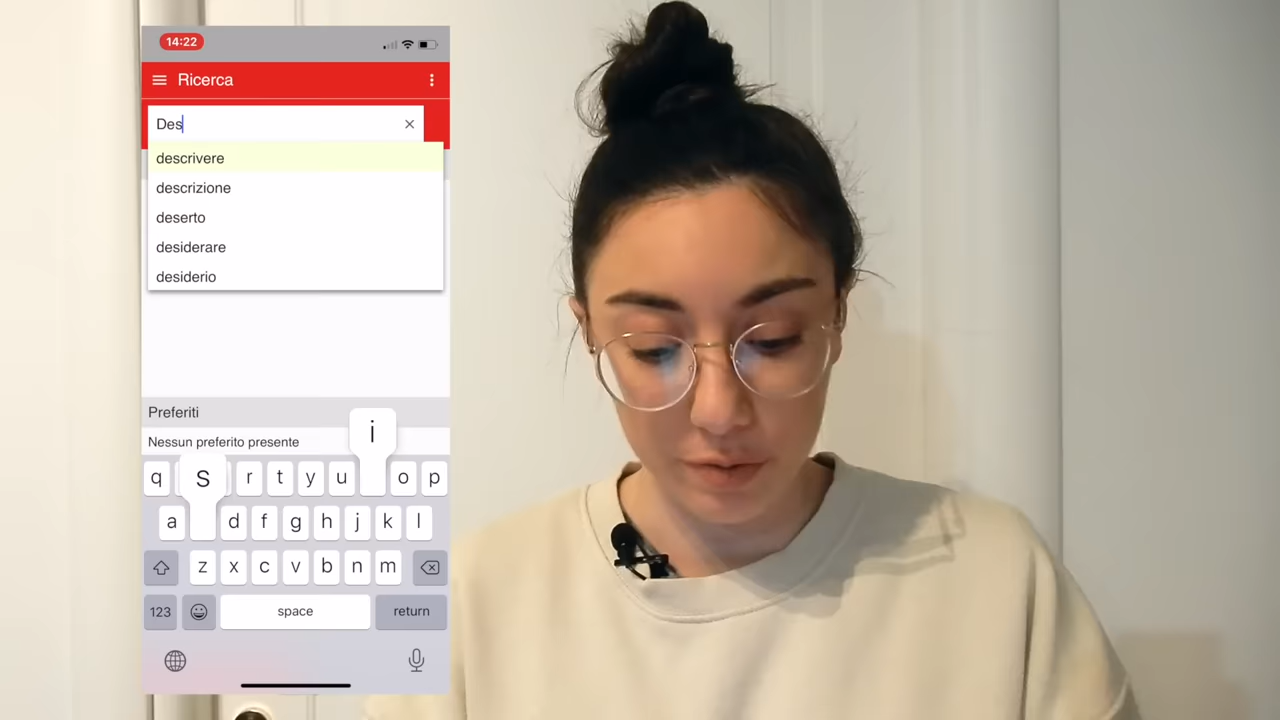 14:22
Ricerca
Des
descrivere
descrizione
deserto
desiderare
desiderio
Preferiti
Nessun preferito presente
i
q S r t y u o p
a d f g h j k l
z x c v b n m
123 space return